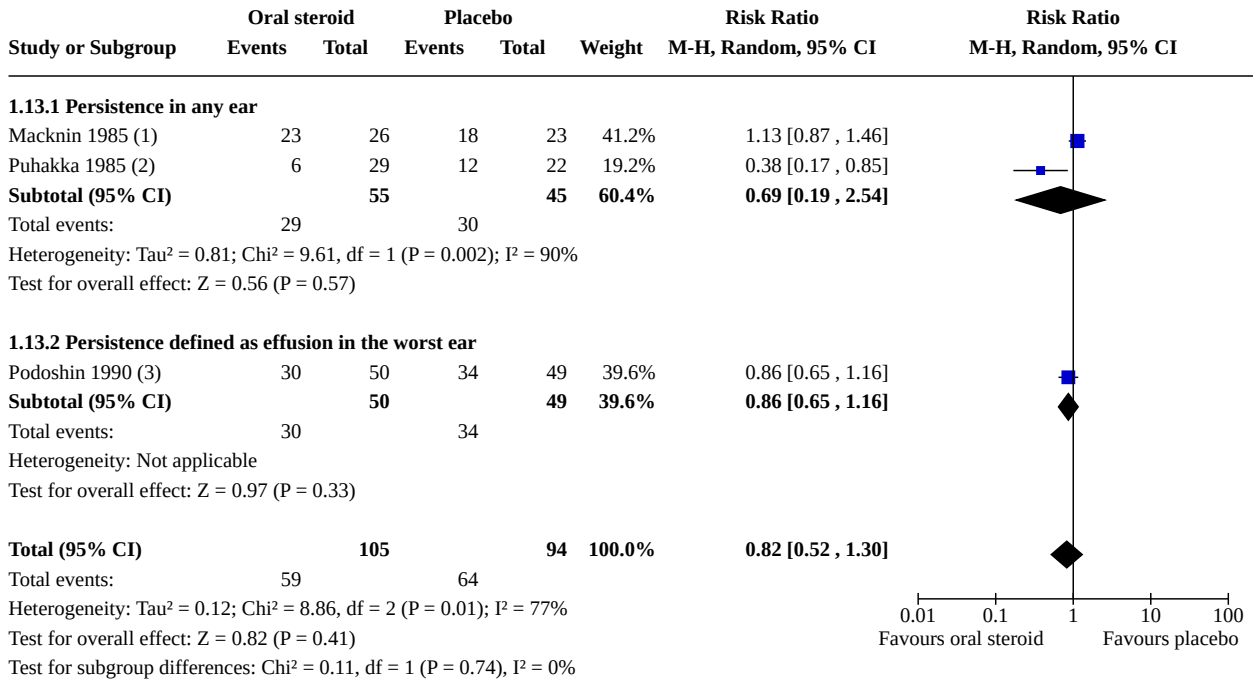 Oral steroid Placebo Risk Ratio Risk Ratio
Study or Subgroup Events Total Events Total Weight M-H, Random, 95% CI M-H, Random, 95% CI
1.13.1 Persistence in any ear
Macknin 1985 (1) 23 26 18 23 41.2% 1.13 [0.87 , 1.46]
Puhakka 1985 (2) 6 29 12 22 19.2% 0.38 [0.17 , 0.85]
Subtotal (95% CI) 55 45 60.4% 0.69 [0.19 , 2.54]
Total events: 29 30
Heterogeneity: Tau² = 0.81; Chi² = 9.61, df = 1 (P = 0.002); I² = 90%
Test for overall effect: Z = 0.56 (P = 0.57)
1.13.2 Persistence defined as effusion in the worst ear
Podoshin 1990 (3) 30 50 34 49 39.6% 0.86 [0.65 , 1.16]
Subtotal (95% CI) 50 49 39.6% 0.86 [0.65 , 1.16]
Total events: 30 34
Heterogeneity: Not applicable
Test for overall effect: Z = 0.97 (P = 0.33)
Total (95% CI) 105 94 100.0% 0.82 [0.52 , 1.30]
Total events: 59 64
Heterogeneity: Tau² = 0.12; Chi² = 8.86, df = 2 (P = 0.01); I² = 77%
Test for overall effect: Z = 0.82 (P = 0.41)
Test for subgroup differences: Chi² = 0.11, df = 1 (P = 0.74), I² = 0%
0.01 0.1 1 10 100
Favours oral steroid Favours placebo